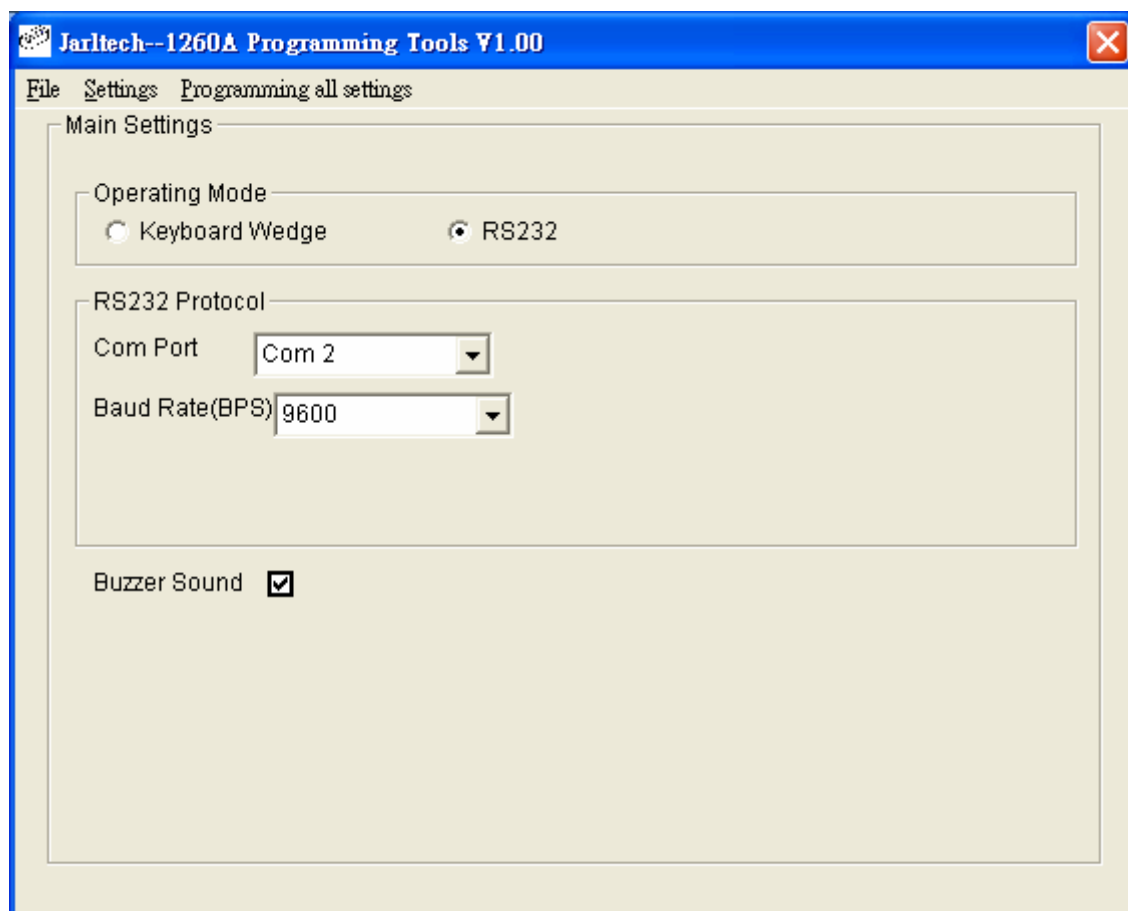 Jarltech--1260A Programming Tools V1.00
File Settings Programming all settings
Main Settings
Operating Mode
Keyboard Wedge RS232
RS232 Protocol
Com Port Com 2
Baud Rate(BPS) 9600
Buzzer Sound